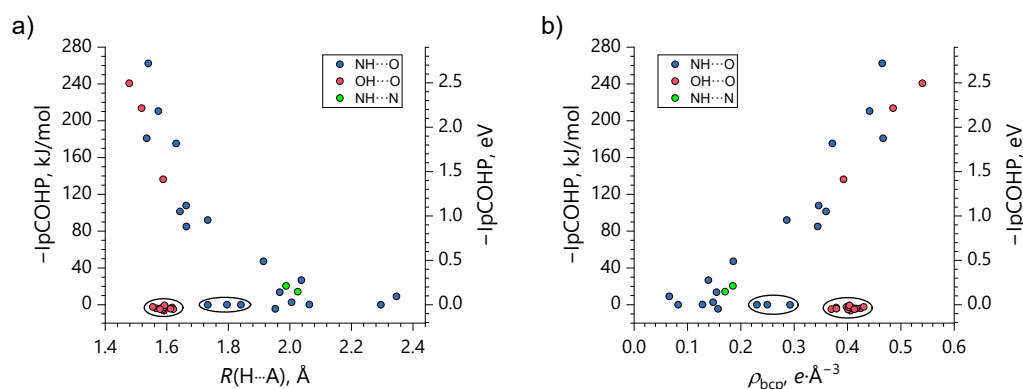 a)
−IpCOHP, kJ/mol
280
240
200
160
120
80
40
0
NH···O
OH···O
NH···N
2.5
2.0
1.5
1.0
0.5
0.0
−IpCOHP, eV
1.4 1.6 1.8 2.0 2.2 2.4
R(H···A), Å
b)
−IpCOHP, kJ/mol
280
240
200
160
120
80
40
0
NH···O
OH···O
NH···N
2.5
2.0
1.5
1.0
0.5
0.0
−IpCOHP, eV
0.0 0.1 0.2 0.3 0.4 0.5 0.6
ρbcp, e·Å⁻³